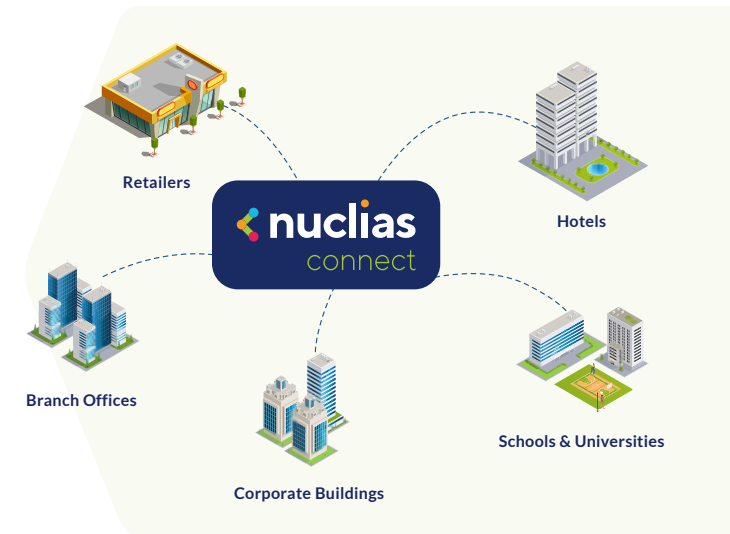 Retailers
Hotels
nuclias
connect
Branch Offices
Corporate Buildings
Schools & Universities